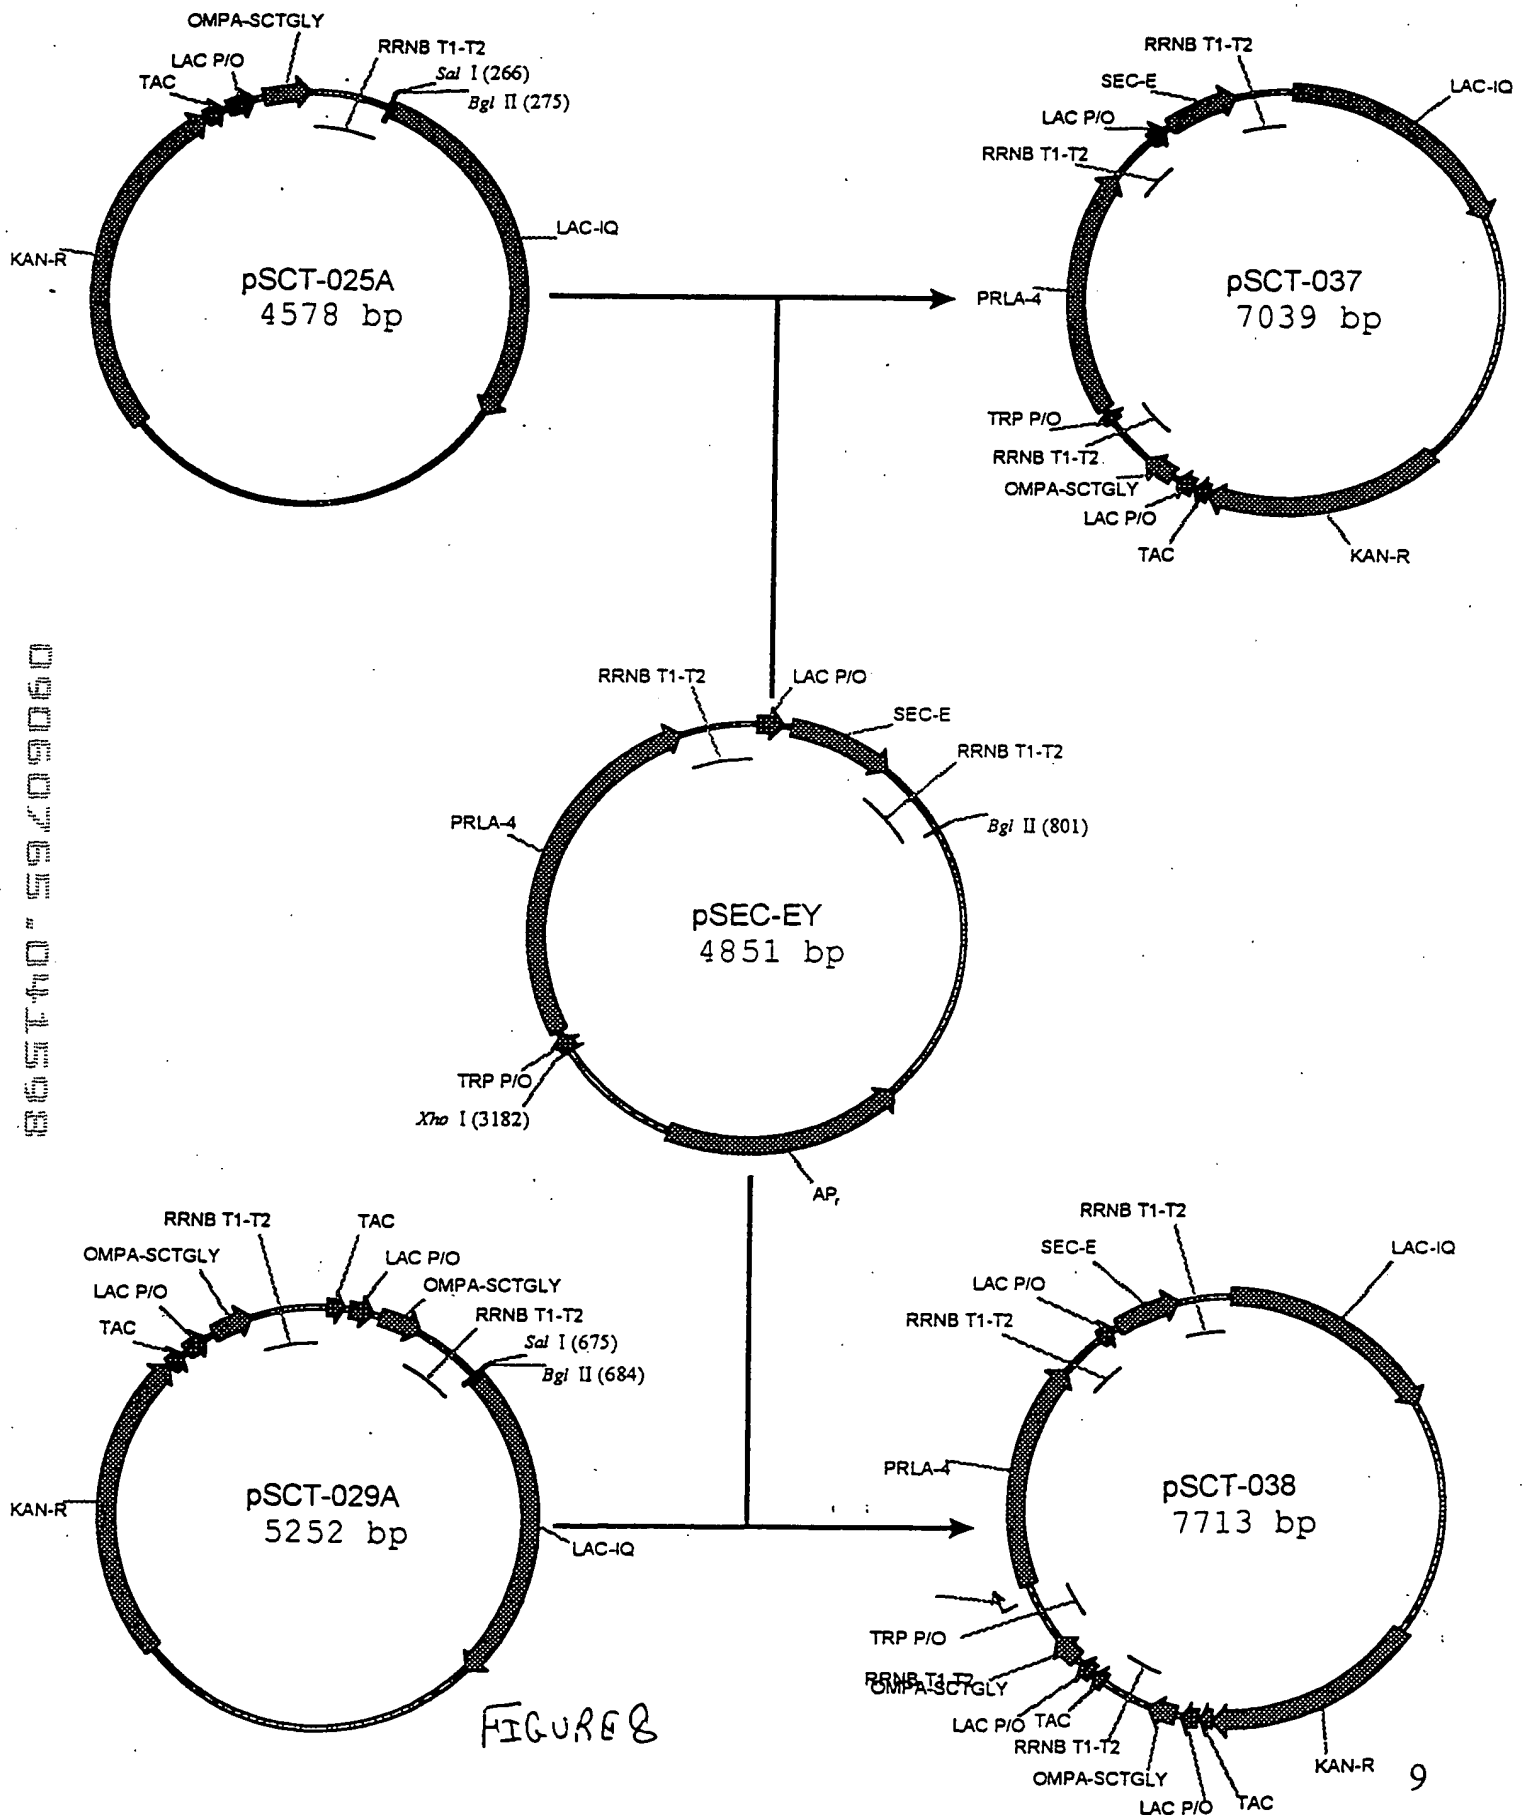 OMPA-SCTGLY
LAC P/O
TAC
RRNB T1-T2
Sal I (266)
Bgl II (275)
KAN-R
LAC-IQ
pSCT-025A
4578 bp
RRNB T1-T2
SEC-E
LAC-IQ
LAC P/O
RRNB T1-T2
PRLA-4
pSCT-037
7039 bp
TRP P/O
RRNB T1-T2
OMPA-SCTGLY
LAC P/O
TAC
KAN-R
09060765.041598
RRNB T1-T2
LAC P/O
SEC-E
RRNB T1-T2
Bgl II (801)
PRLA-4
pSEC-EY
4851 bp
TRP P/O
Xho I (3182)
APr
RRNB T1-T2
TAC
OMPA-SCTGLY
LAC P/O
LAC P/O
OMPA-SCTGLY
TAC
RRNB T1-T2
Sal I (675)
Bgl II (684)
KAN-R
pSCT-029A
5252 bp
LAC-IQ
RRNB T1-T2
SEC-E
LAC-IQ
LAC P/O
RRNB T1-T2
PRLA-4
pSCT-038
7713 bp
TRP P/O
RRNB T1-T2
OMPA-SCTGLY
LAC P/O
TAC
RRNB T1-T2
OMPA-SCTGLY
LAC P/O
TAC
KAN-R
FIGURE 8
9